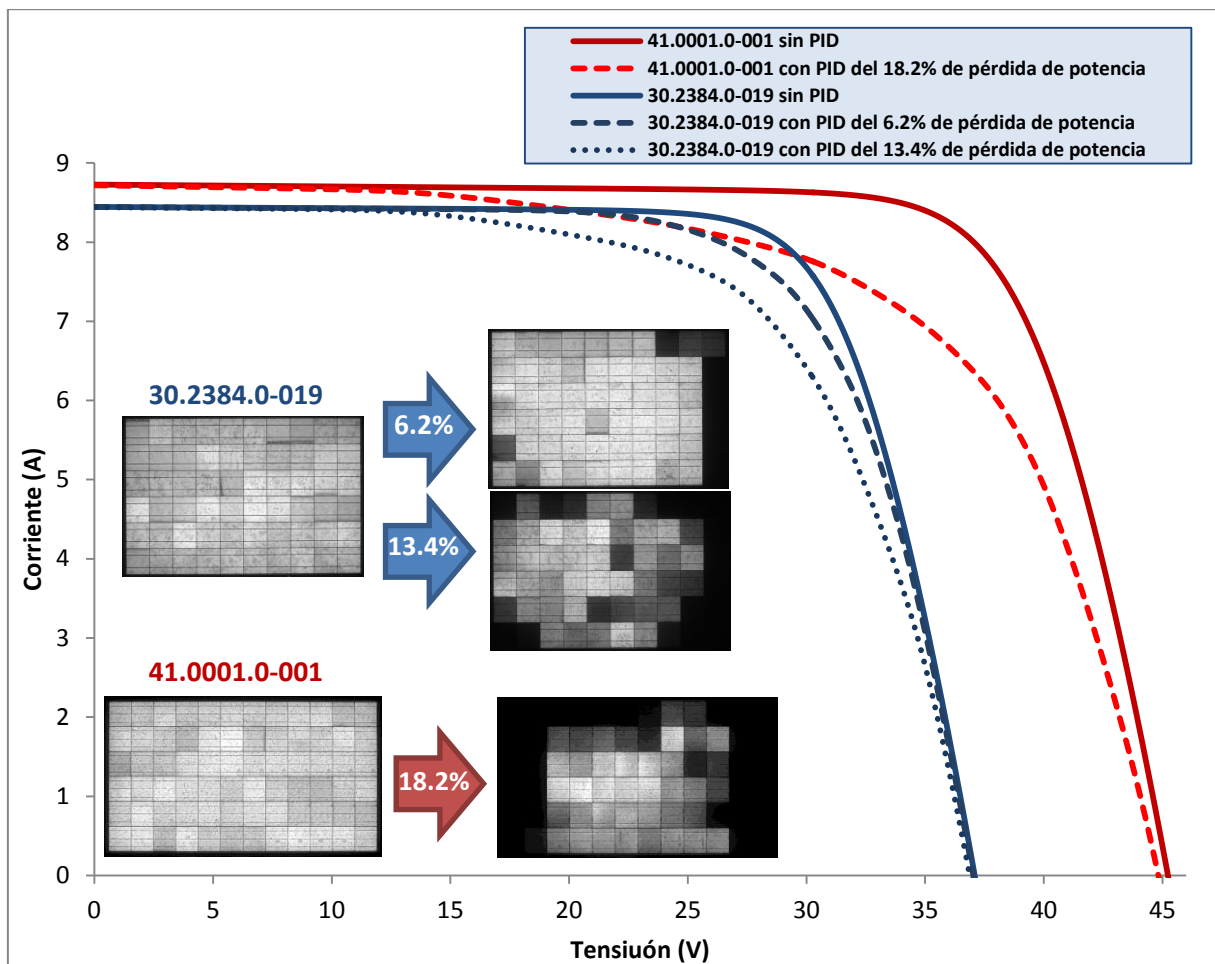 41.0001.0-001 sin PID
41.0001.0-001 con PID del 18.2% de pérdida de potencia
30.2384.0-019 sin PID
30.2384.0-019 con PID del 6.2% de pérdida de potencia
30.2384.0-019 con PID del 13.4% de pérdida de potencia
9
8
7
6
5
4
3
2
1
0
Corriente (A)
30.2384.0-019
6.2%
13.4%
41.0001.0-001
18.2%
0 5 10 15 20 25 30 35 40 45
Tensiuón (V)